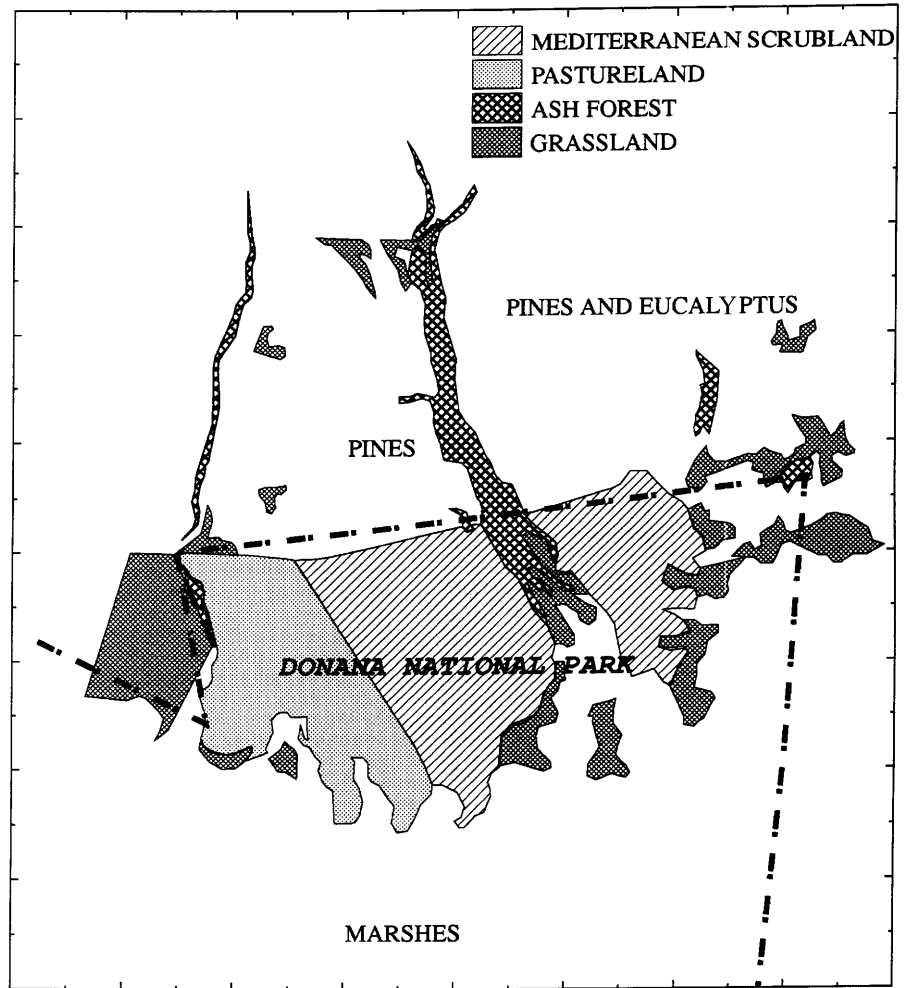 MEDITERRANEAN SCRUBLAND
PASTURELAND
ASH FOREST
GRASSLAND
PINES AND EUCALYPTUS
PINES
DONANA NATIONAL PARK
MARSHES